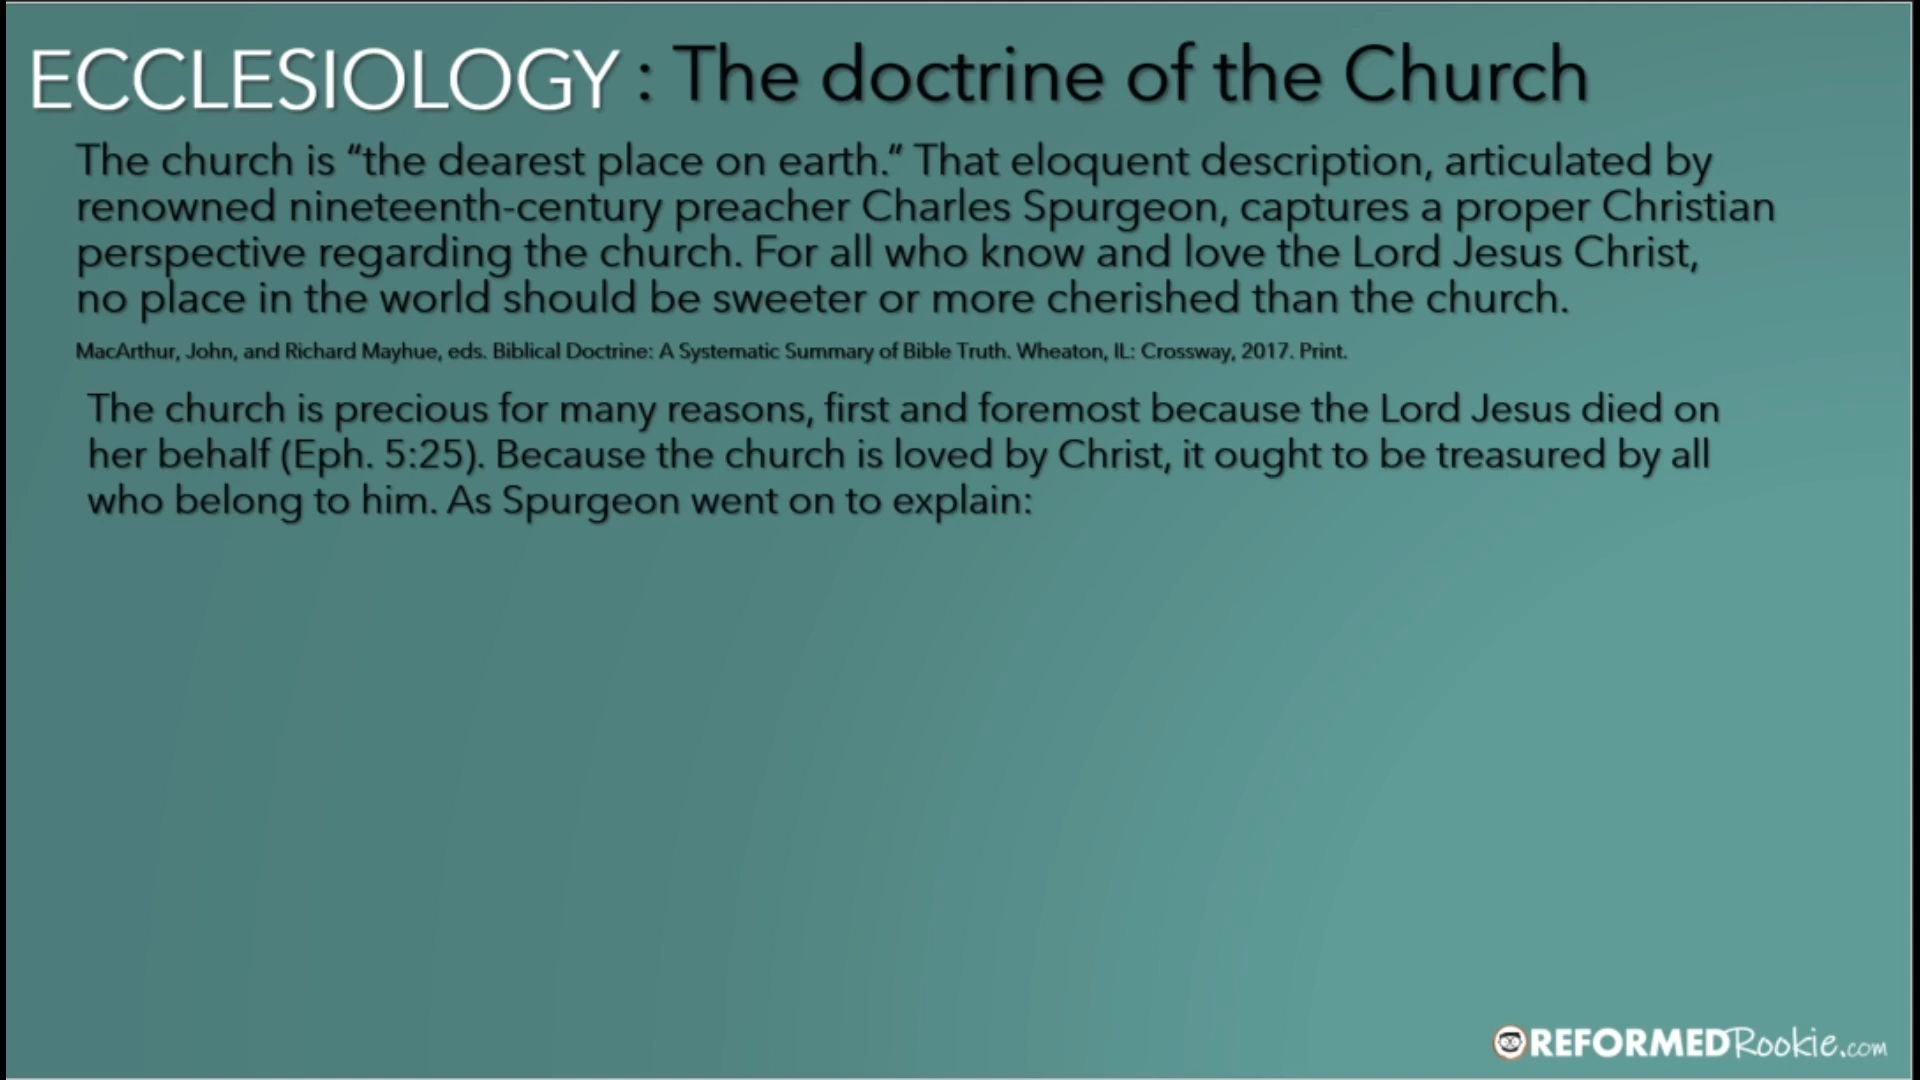 ECCLESIOLOGY : The doctrine of the Church
The church is “the dearest place on earth.” That eloquent description, articulated by
renowned nineteenth-century preacher Charles Spurgeon, captures a proper Christian
perspective regarding the church. For all who know and love the Lord Jesus Christ,
no place in the world should be sweeter or more cherished than the church.
MacArthur, John, and Richard Mayhue, eds. Biblical Doctrine: A Systematic Summary of Bible Truth. Wheaton, IL: Crossway, 2017. Print.
The church is precious for many reasons, first and foremost because the Lord Jesus died on
her behalf (Eph. 5:25). Because the church is loved by Christ, it ought to be treasured by all
who belong to him. As Spurgeon went on to explain:
REFORMEDRookie.com